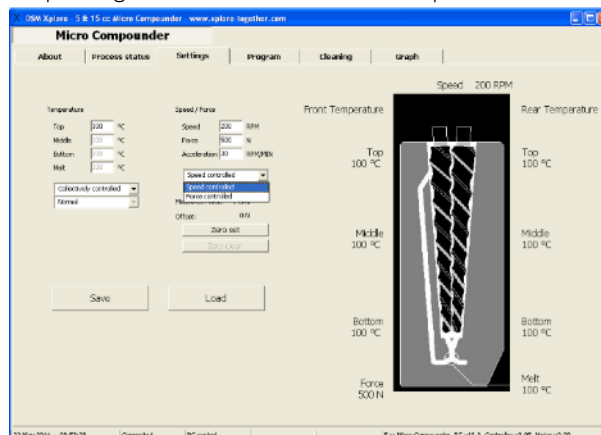 DSM Xplore 5 & 15 cc Micro Compounder www.xplore-together.com
Micro Compounder
About Process status Settings Program Cleaning Graph
Speed 200 RPM
Temperature
Top 100 °C
Middle 100 °C
Bottom 100 °C
Melt 100 °C
Collectively controlled
Normal
Speed / Force
Speed 200 RPM
Force 500 N
Acceleration 30 RPM/MIN
Speed controlled
Speed controlled
Force controlled
Offset: 0 N
Zero set
Zero clear
Save Load
Front Temperature
Top
100 °C
Middle
100 °C
Bottom
100 °C
Force
500 N
Rear Temperature
Top
100 °C
Middle
100 °C
Bottom
100 °C
Melt
100 °C
Connected PC control